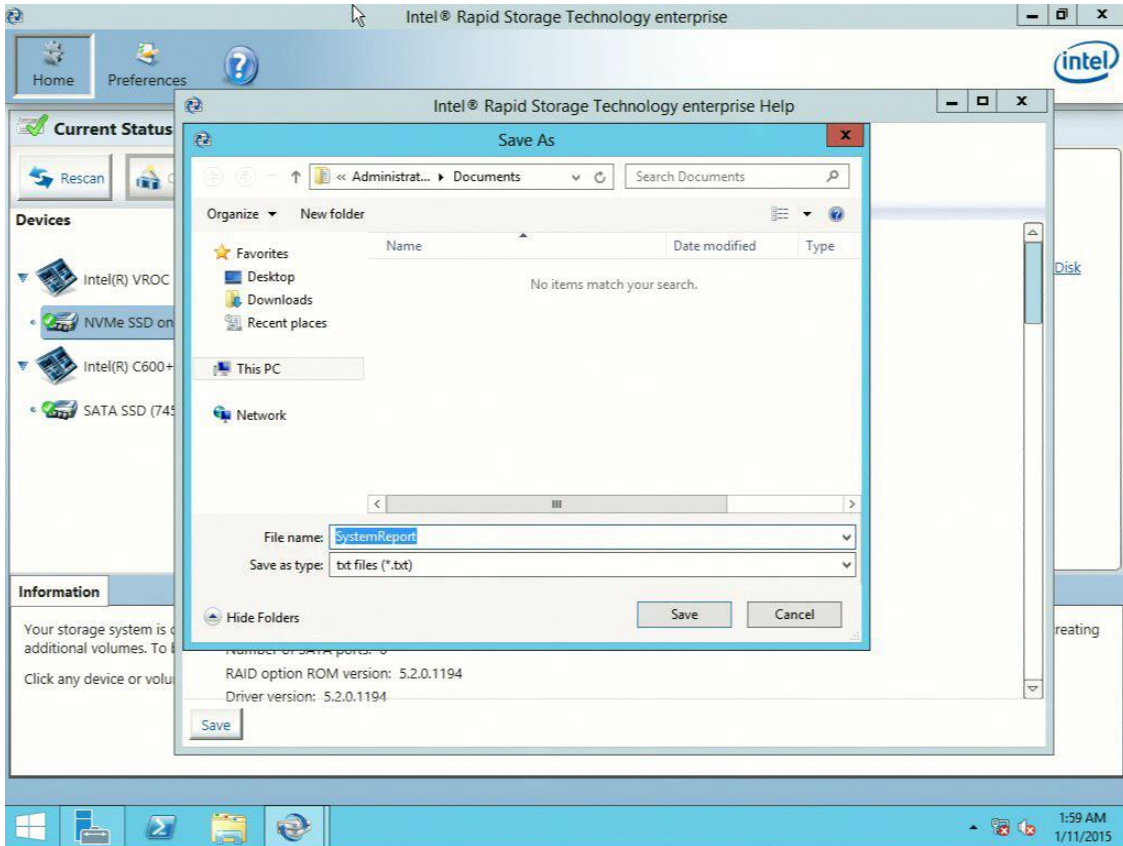 Intel® Rapid Storage Technology enterprise
Home
Preferences
intel
Intel® Rapid Storage Technology enterprise Help
Current Status
Save As
Rescan
« Administrat... ▸ Documents
Search Documents
Organize
New folder
Devices
Name
Date modified
Type
Favorites
No items match your search.
Disk
Intel(R) VROC
Desktop
Downloads
NVMe SSD on
Recent places
Intel(R) C600+
This PC
SATA SSD (745
Network
File name: SystemReport
Save as type: txt files (*.txt)
Information
Hide Folders
Save
Cancel
Your storage system is
reating
additional volumes. To
Number of SATA ports: 6
Click any device or volu
RAID option ROM version: 5.2.0.1194
Driver version: 5.2.0.1194
Save
1:59 AM
1/11/2015